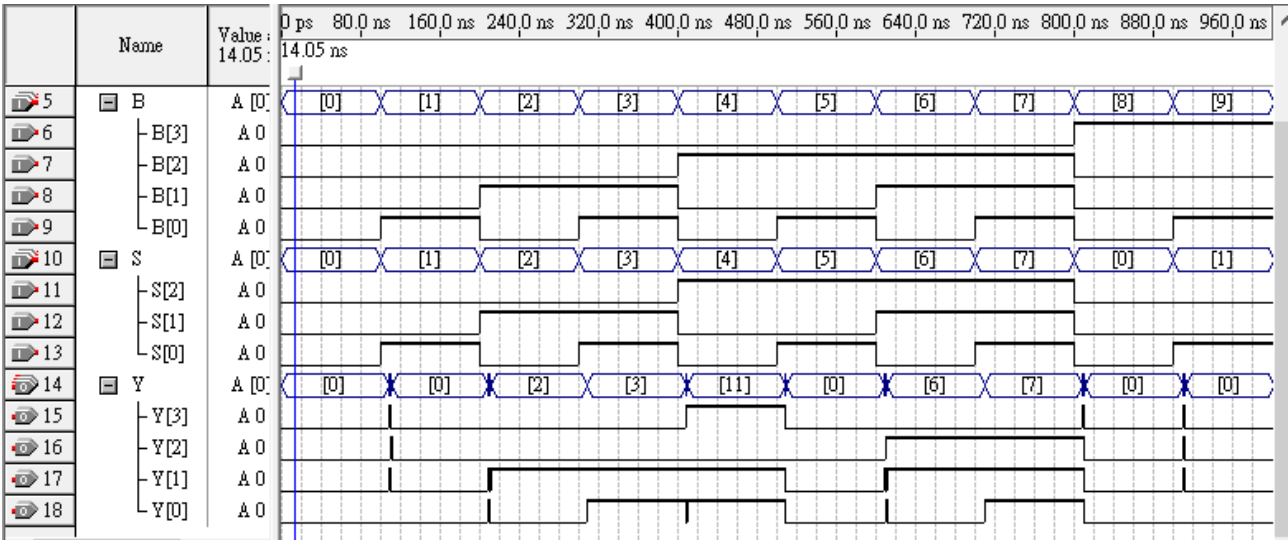 0 ps 80.0 ns 160.0 ns 240.0 ns 320.0 ns 400.0 ns 480.0 ns 560.0 ns 640.0 ns 720.0 ns 800.0 ns 880.0 ns 960.0 ns
Name Value 14.05 14.05 ns
5 B A [0] [0] [1] [2] [3] [4] [5] [6] [7] [8] [9]
6 B[3] A 0
7 B[2] A 0
8 B[1] A 0
9 B[0] A 0
10 S A [0] [0] [1] [2] [3] [4] [5] [6] [7] [0] [1]
11 S[2] A 0
12 S[1] A 0
13 S[0] A 0
14 Y A [0] [0] [0] [2] [3] [11] [0] [6] [7] [0] [0]
15 Y[3] A 0
16 Y[2] A 0
17 Y[1] A 0
18 Y[0] A 0